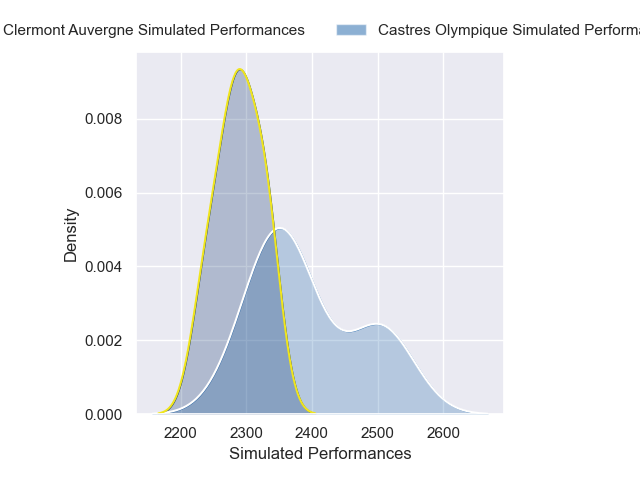 Clermont Auvergne Simulated Performances
Castres Olympique Simulated Performa
0.008
0.006
0.004
0.002
0.000
Density
2200 2300 2400 2500 2600
Simulated Performances